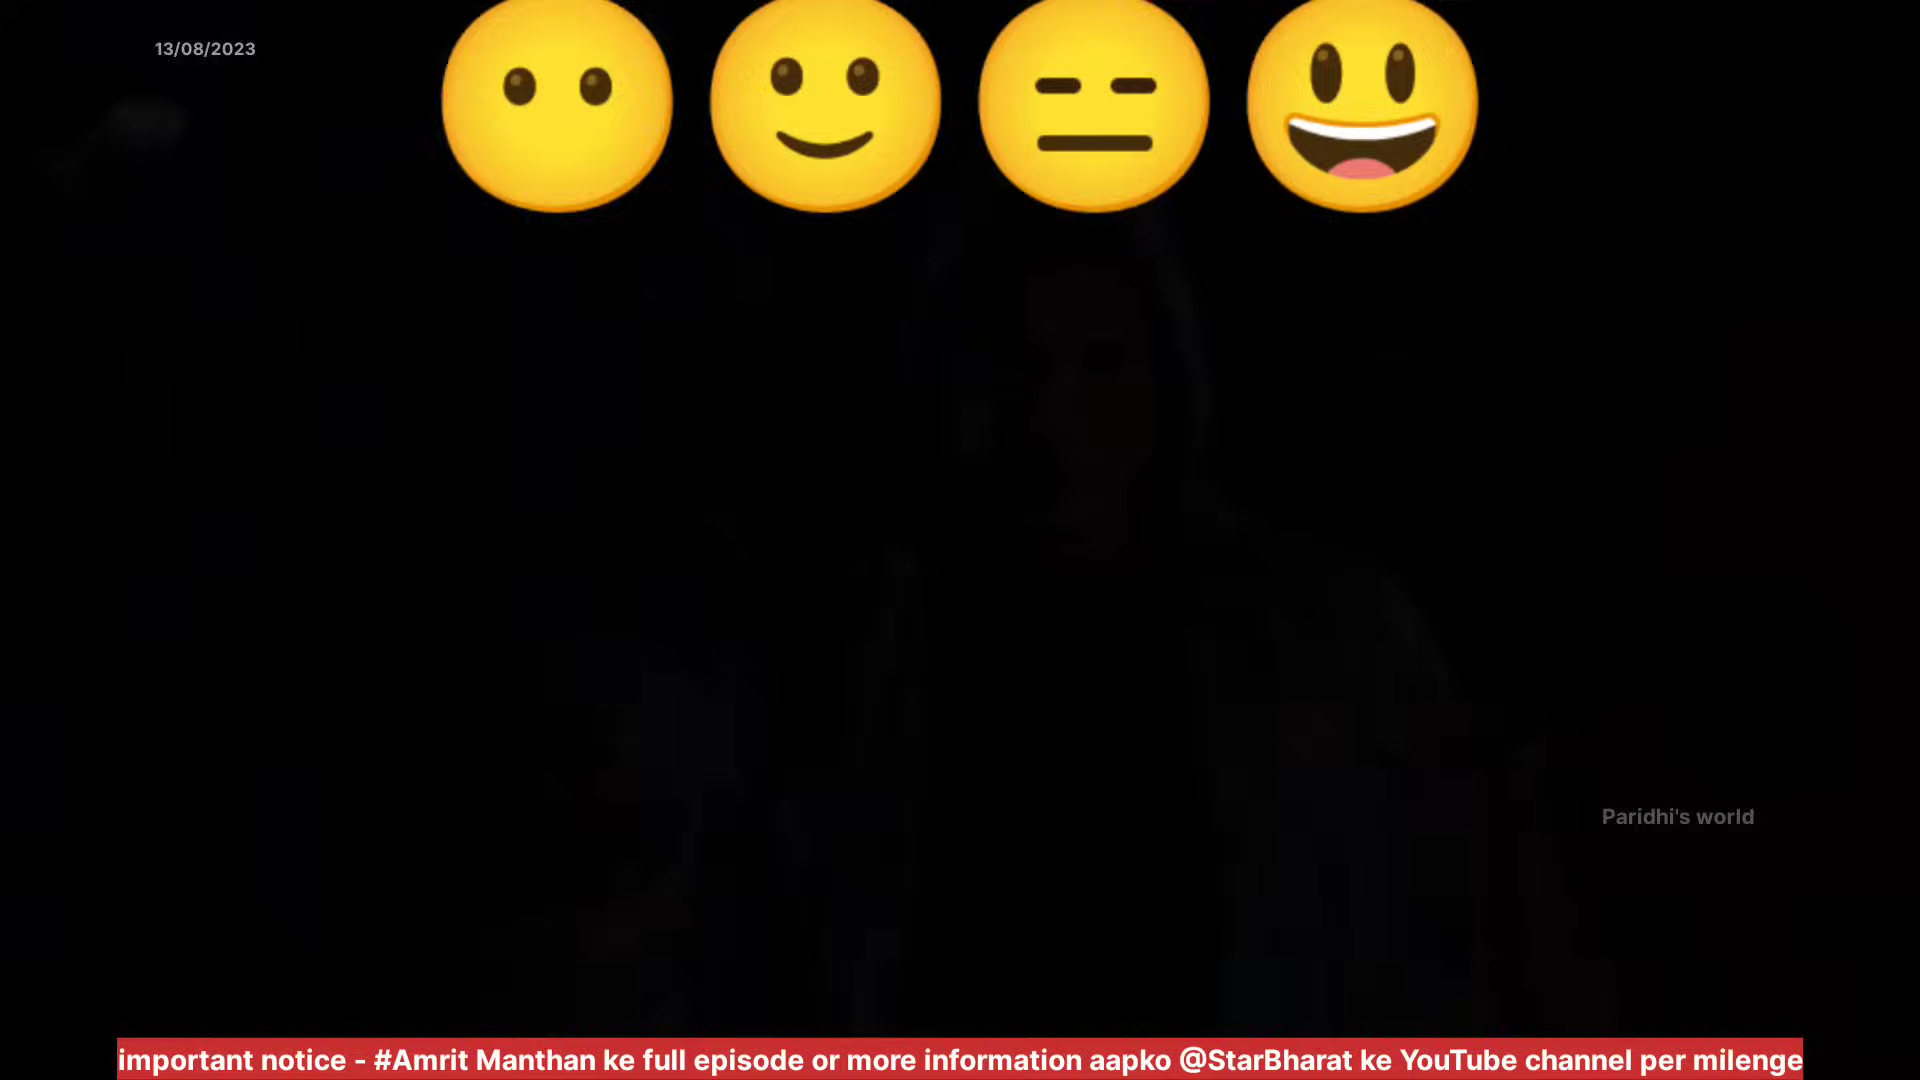 13/08/2023
Paridhi's world
important notice - #Amrit Manthan ke full episode or more information aapko @StarBharat ke YouTube channel per milenge